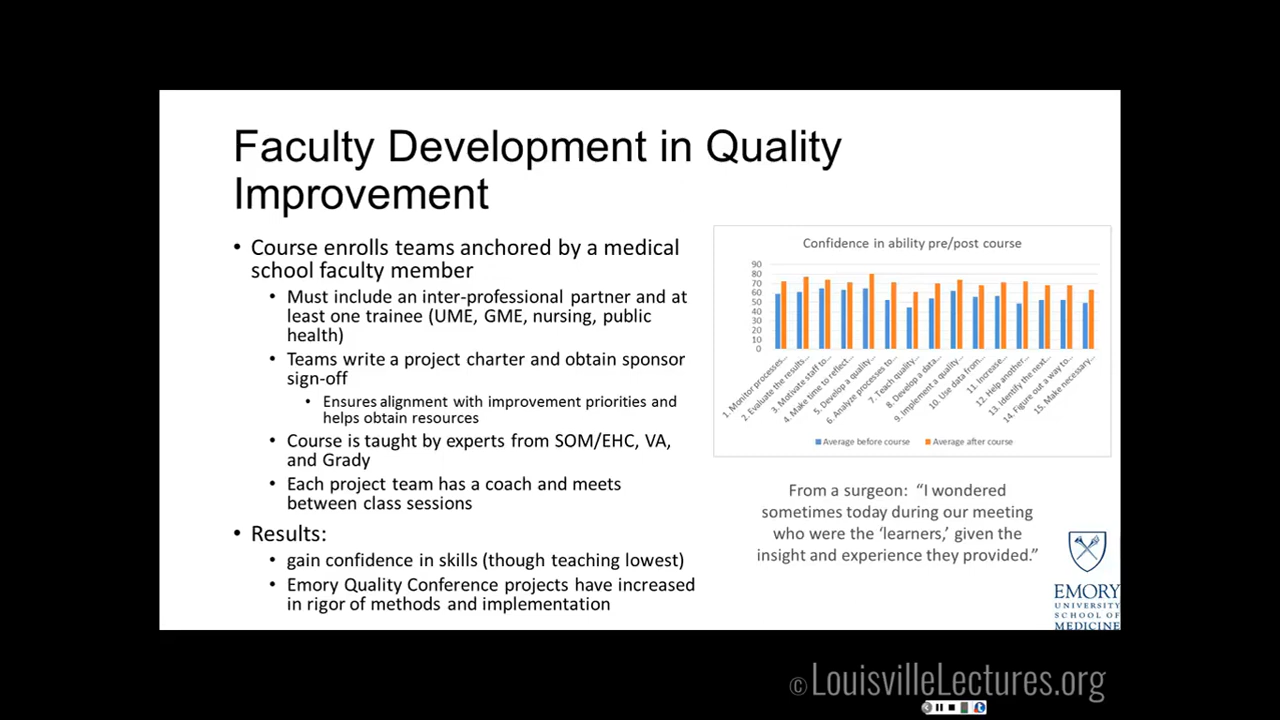 Faculty Development in Quality
Improvement
• Course enrolls teams anchored by a medical
school faculty member
• Must include an inter-professional partner and at
least one trainee (UME, GME, nursing, public
health)
• Teams write a project charter and obtain sponsor
sign-off
• Ensures alignment with improvement priorities and
helps obtain resources
• Course is taught by experts from SOM/EHC, VA,
and Grady
• Each project team has a coach and meets
between class sessions
• Results:
• gain confidence in skills (though teaching lowest)
• Emory Quality Conference projects have increased
in rigor of methods and implementation
Confidence in ability pre/post course
90
80
70
60
50
40
30
20
10
0
1. Monitor processes...
2. Evaluate the results...
3. Motivate staff to...
4. Make time to reflect...
5. Develop a quality...
6. Analyze processes to...
7. Teach quality...
8. Develop a data...
9. Implement a quality...
10. Use data from...
11. Increase...
12. Help another...
13. Identify the next...
14. Figure out a way to...
15. Make necessary...
Average before course
Average after course
From a surgeon: “I wondered
sometimes today during our meeting
who were the ‘learners,’ given the
insight and experience they provided.”
EMORY
UNIVERSITY
SCHOOL OF
MEDICINE
© LouisvilleLectures.org